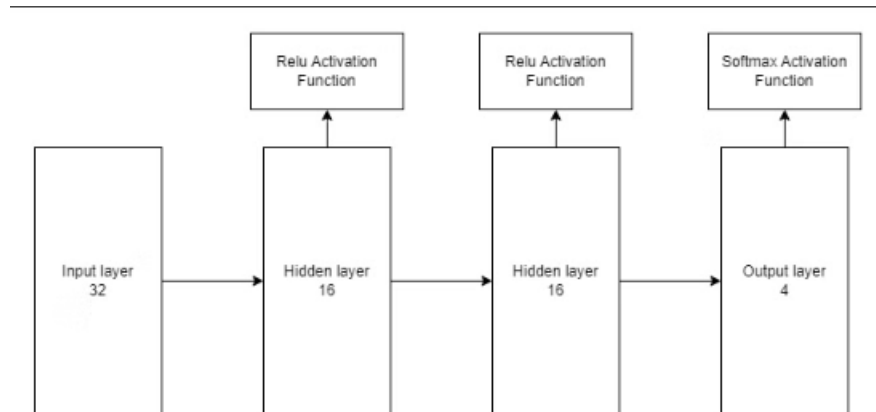 Relu Activation
Function
Relu Activation
Function
Softmax Activation
Function
Input layer
32
Hidden layer
16
Hidden layer
16
Output layer
4